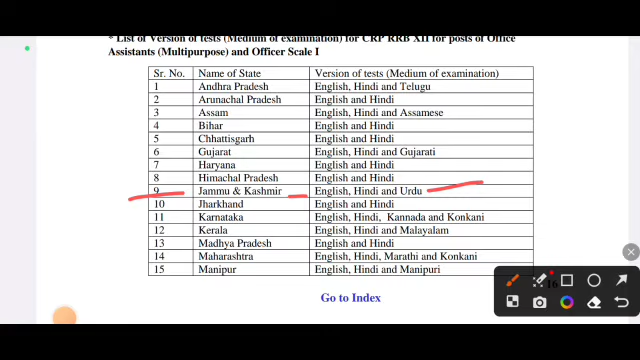 * List of Version of tests (Medium of examination) for CRP RRB XII for posts of Office
Assistants (Multipurpose) and Officer Scale I
Sr. No. Name of State Version of tests (Medium of examination)
1 Andhra Pradesh English, Hindi and Telugu
2 Arunachal Pradesh English and Hindi
3 Assam English, Hindi and Assamese
4 Bihar English and Hindi
5 Chhattisgarh English and Hindi
6 Gujarat English, Hindi and Gujarati
7 Haryana English and Hindi
8 Himachal Pradesh English and Hindi
9 Jammu & Kashmir English, Hindi and Urdu
10 Jharkhand English and Hindi
11 Karnataka English, Hindi, Kannada and Konkani
12 Kerala English, Hindi and Malayalam
13 Madhya Pradesh English and Hindi
14 Maharashtra English, Hindi, Marathi and Konkani
15 Manipur English, Hindi and Manipuri
16
Go to Index